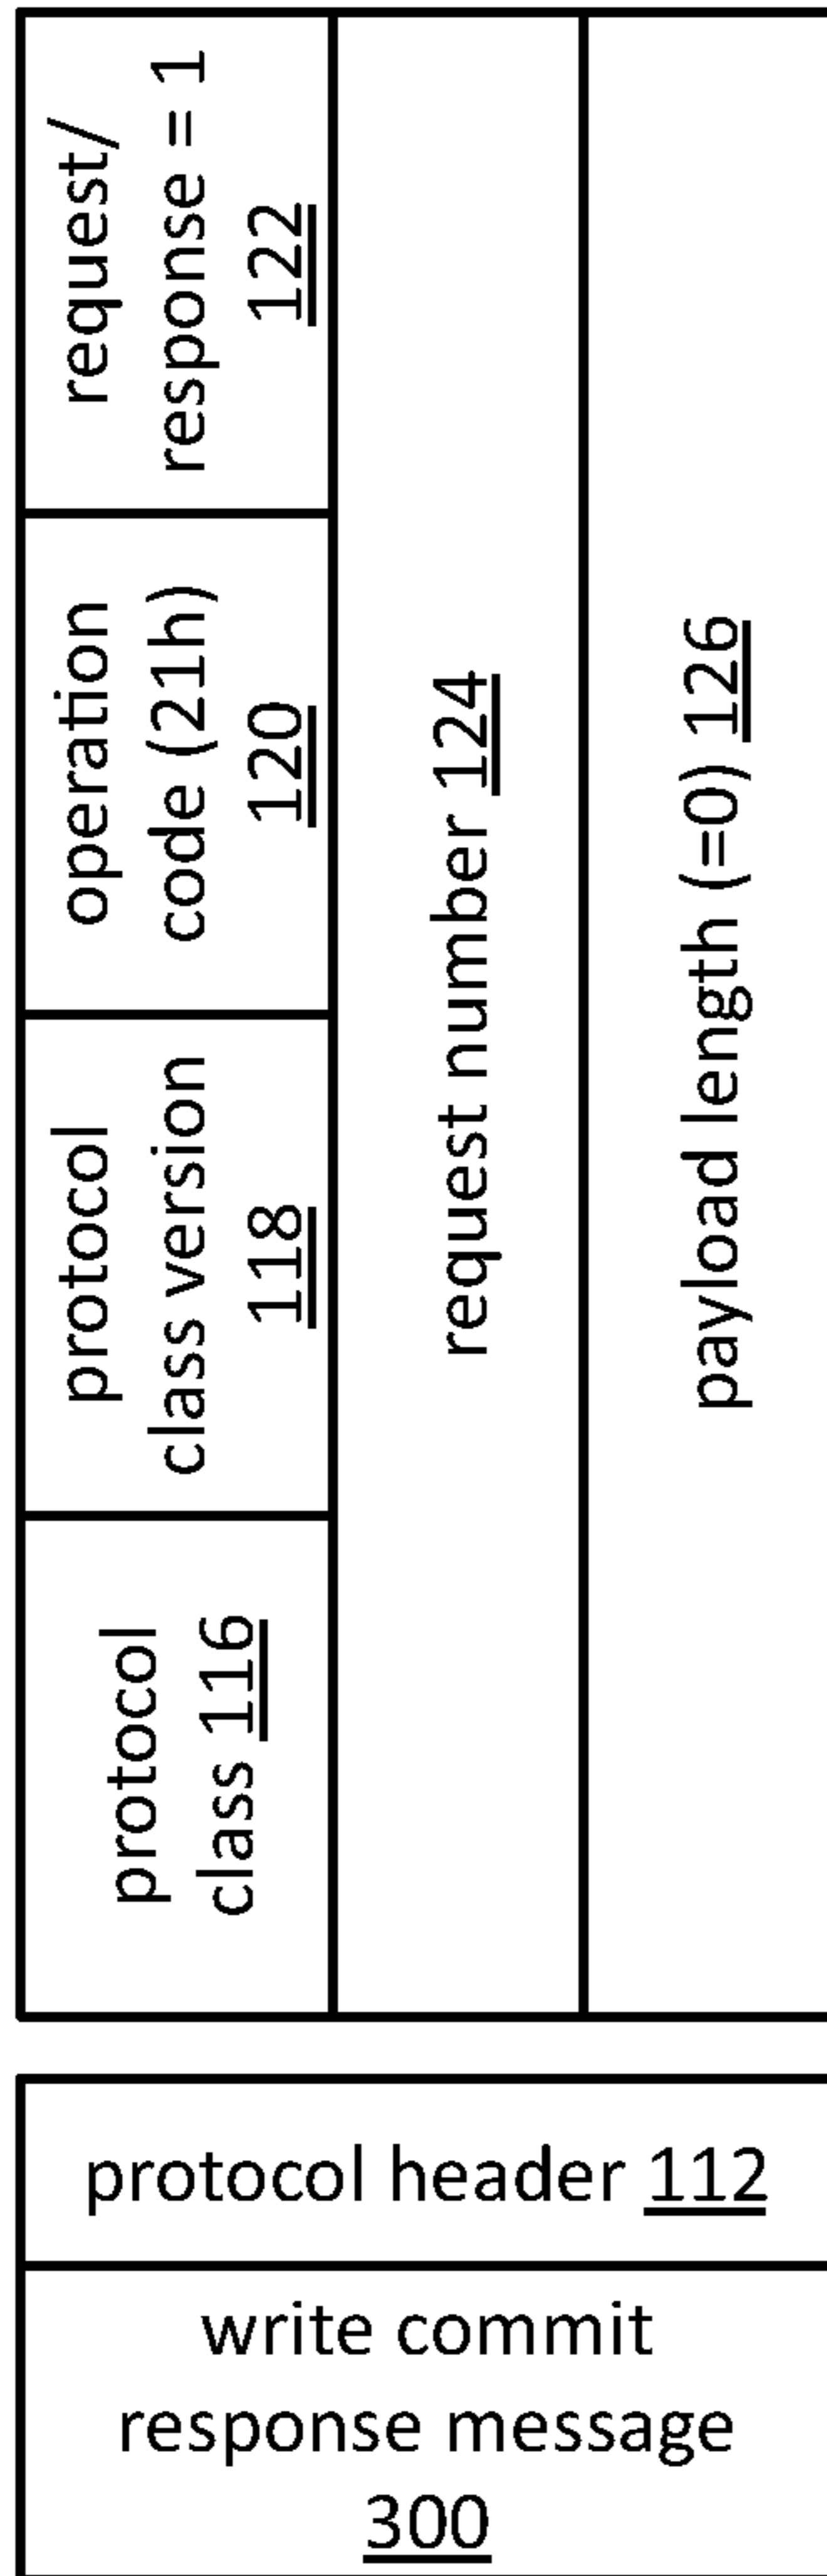 write commit
response message
300
protocol header 112
protocol
class 116
protocol
class version
118
operation
code (21h)
120
request/
response = 1
122
request number 124
payload length (=0) 126